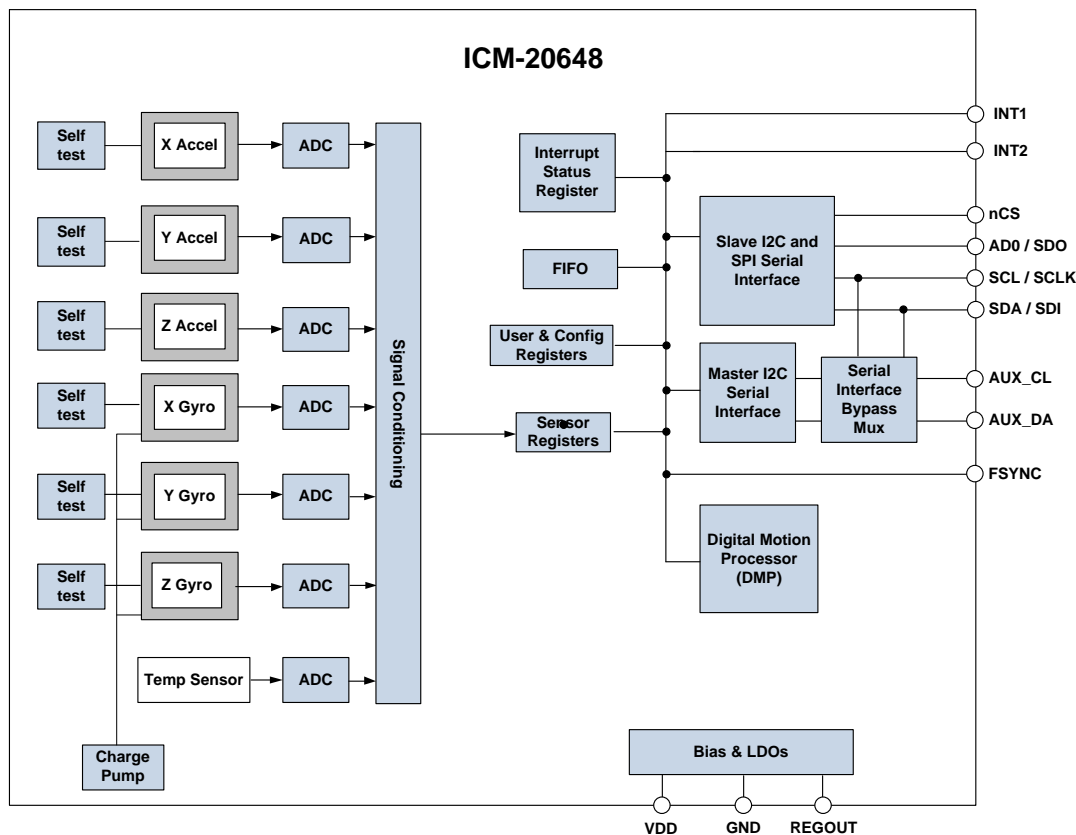 ICM-20648
Self
test
X Accel
ADC
Self
test
Y Accel
ADC
Self
test
Z Accel
ADC
Self
test
X Gyro
ADC
Self
test
Y Gyro
ADC
Self
test
Z Gyro
ADC
Temp Sensor
ADC
Charge
Pump
Signal Conditioning
Interrupt
Status
Register
FIFO
User & Config
Registers
Sensor
Registers
Slave I2C and
SPI Serial
Interface
Master I2C
Serial
Interface
Serial
Interface
Bypass
Mux
Digital Motion
Processor
(DMP)
Bias & LDOs
INT1
INT2
nCS
AD0 / SDO
SCL / SCLK
SDA / SDI
AUX_CL
AUX_DA
FSYNC
VDD
GND
REGOUT